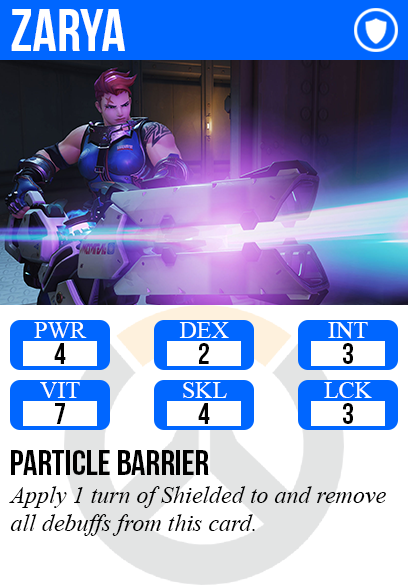 ZARYA
PWR DEX INT
4 2 3
VIT SKL LCK
7 4 3
PARTICLE BARRIER
Apply 1 turn of Shielded to and remove
all debuffs from this card.